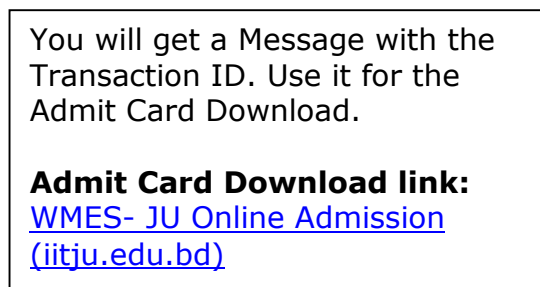 You will get a Message with the
Transaction ID. Use it for the
Admit Card Download.
Admit Card Download link:
WMES- JU Online Admission
(iitju.edu.bd)